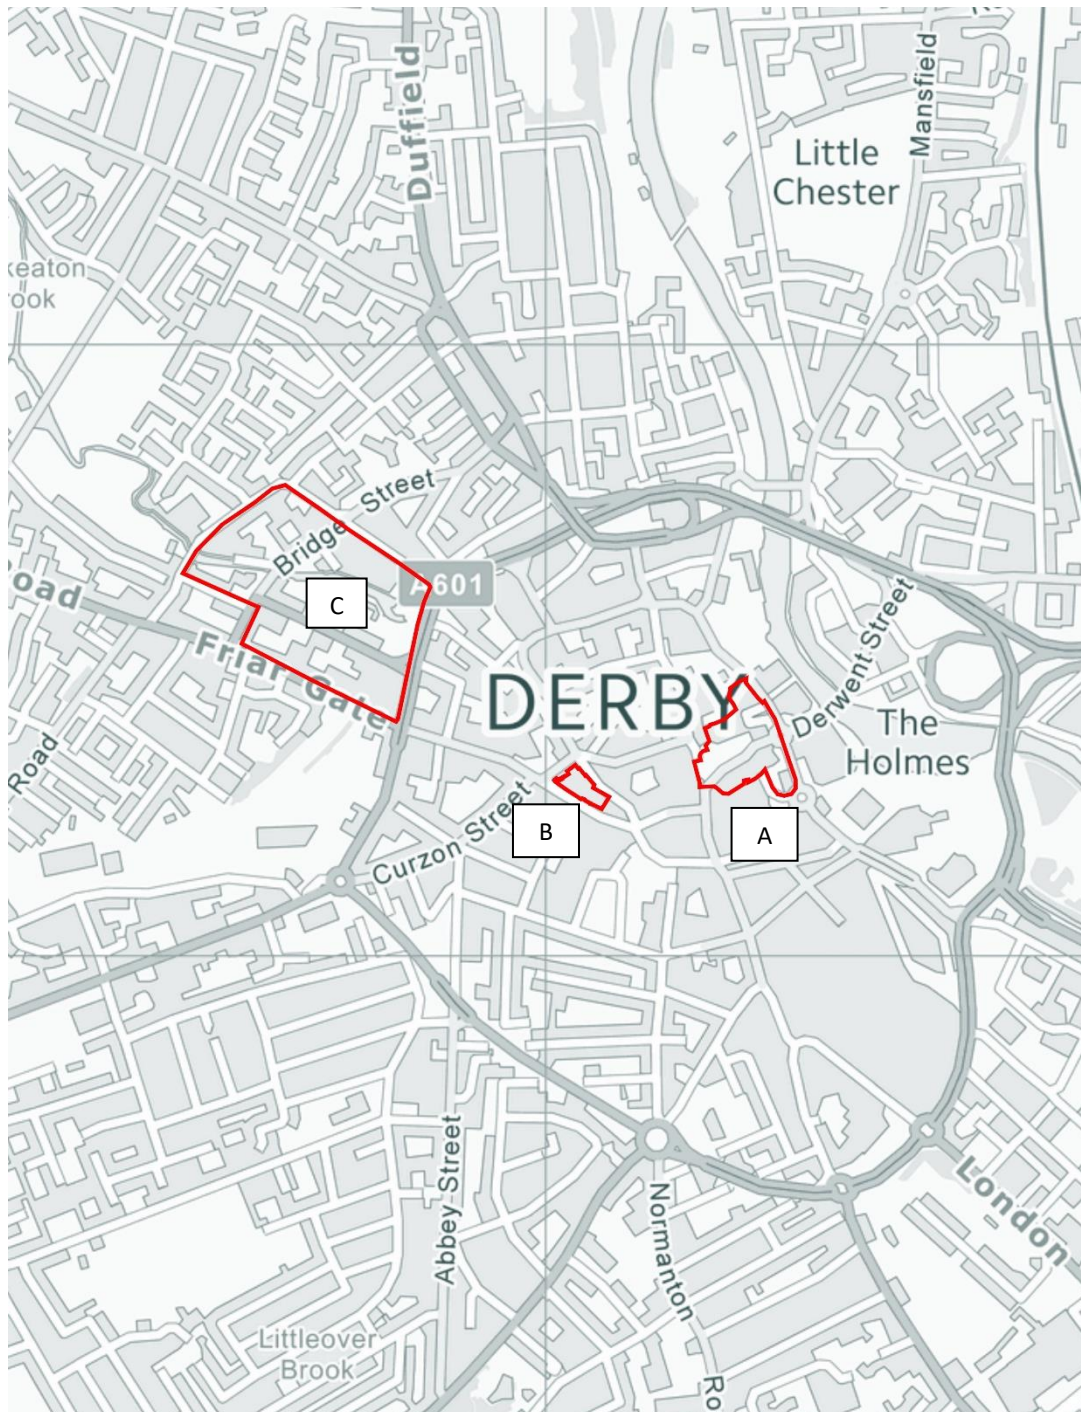 Duffield
Mansfield
Little
Chester
keaton
rook
Bridge Street
A601
C
oad
Friar Gate
DERBY
Derwent Street
The
Holmes
Road
Curzon Street
B
A
Abbey Street
Normanton
Ro
London
Littleover
Brook